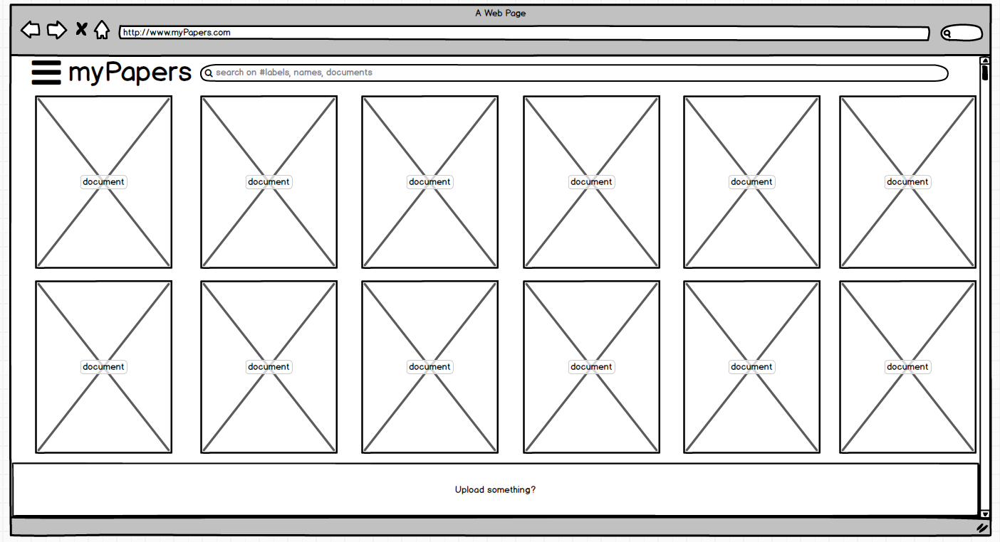 A Web Page
http://www.myPapers.com
myPapers
search on #labels, names, documents
document document document document document document
document document document document document document
Upload something?